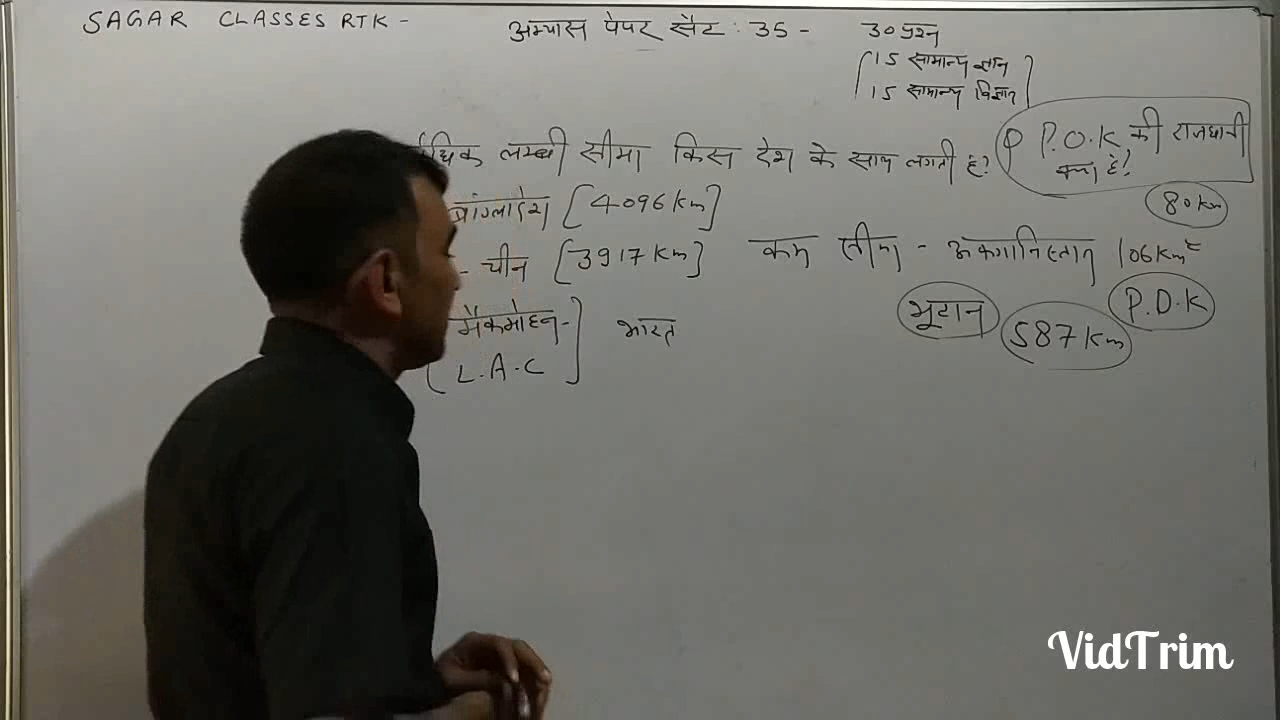 SAGAR CLASSES RTK -
अभ्यास पेपर सैट : 35 -
30 प्रश्न
15 सामान्य ज्ञान
15 सामान्य विज्ञान
लम्बी सीमा किस देश के साथ लगती है?
P.O.K की राजधानी
क्या है?
बांग्लादेश [4096 km]
80 km
- चीन [3917 km] कम सीमा - अफगानिस्तान 106 Km²
मैकमोहन -
L.A.C
भारत
भूटान
587 Km
P.O.K
VidTrim